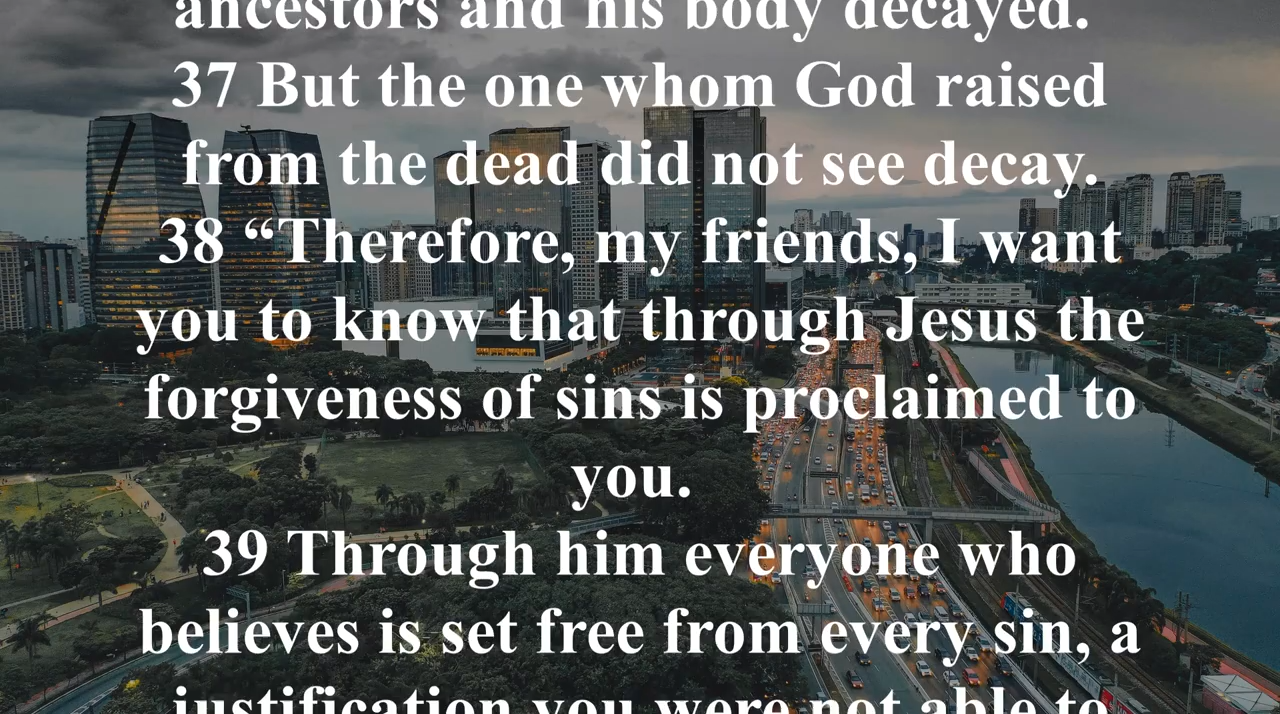 ancestors and his body decayed.
37 But the one whom God raised
from the dead did not see decay.
38 “Therefore, my friends, I want
you to know that through Jesus the
forgiveness of sins is proclaimed to
you.
39 Through him everyone who
believes is set free from every sin, a
justification you were not able to